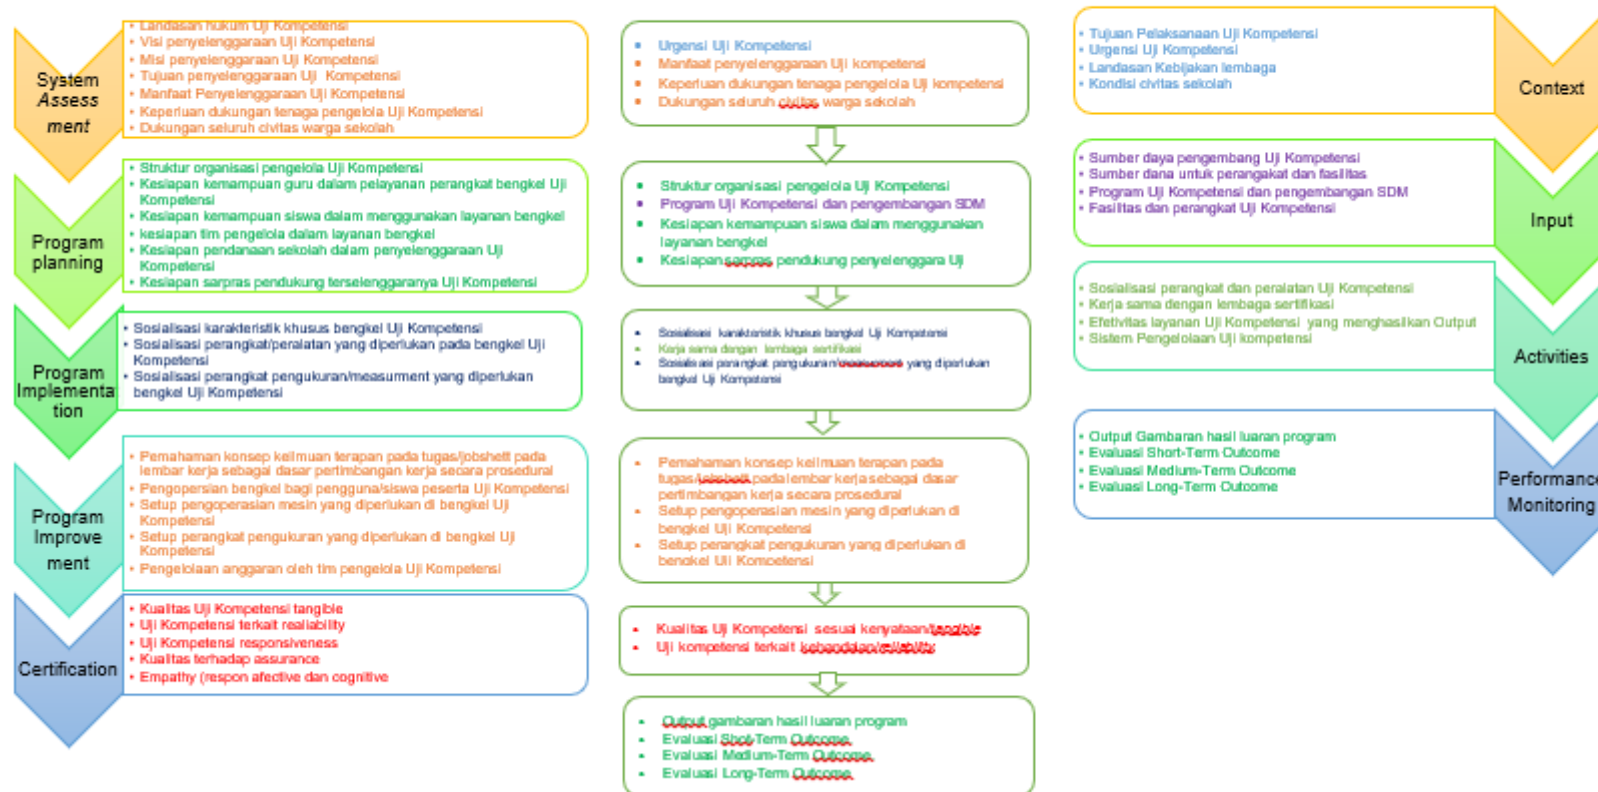 System
Assess
ment
• Landasan hukum Uji Kompetensi
• Visi penyelenggaraan Uji Kompetensi
• Misi penyelenggaraan Uji Kompetensi
• Tujuan penyelenggaraan Uji Kompetensi
• Manfaat Penyelenggaraan Uji Kompetensi
• Keperluan dukungan tenaga pengelola Uji Kompetensi
• Dukungan seluruh civitas warga sekolah
Program
planning
• Struktur organisasi pengelola Uji Kompetensi
• Kesiapan kemampuan guru dalam pelayanan perangkat bengkel Uji
Kompetensi
• Kesiapan kemampuan siswa dalam menggunakan layanan bengkel
• kesiapan tim pengelola dalam layanan bengkel
• Kesiapan pendanaan sekolah dalam penyelenggaraan Uji
Kompetensi
• Kesiapan sarpras pendukung terselenggaranya Uji Kompetensi
Program
Implementa
tion
• Sosialisasi karakteristik khusus bengkel Uji Kompetensi
• Sosialisasi perangkat/peralatan yang diperlukan pada bengkel Uji
Kompetensi
• Sosialisasi perangkat pengukuran/measurment yang diperlukan
bengkel Uji Kompetensi
Program
Improve
ment
• Pemahaman konsep keilmuan terapan pada tugas/jobshett pada
lembar kerja sebagai dasar pertimbangan kerja secara prosedural
• Pengopersian bengkel bagi pengguna/siswa peserta Uji Kompetensi
• Setup pengoperasian mesin yang diperlukan di bengkel Uji
Kompetensi
• Setup perangkat pengukuran yang diperlukan di bengkel Uji
Kompetensi
• Pengelolaan anggaran oleh tim pengelola Uji Kompetensi
Certification
• Kualitas Uji Kompetensi tangible
• Uji Kompetensi terkait realiability
• Uji Kompetensi responsiveness
• Kualitas terhadap assurance
• Empathy (respon afective dan cognitive
• Urgensi Uji Kompetensi
• Manfaat penyelenggaraan Uji kompetensi
• Keperluan dukungan tenaga pengelola Uji kompetensi
• Dukungan seluruh civitas warga sekolah
• Struktur organisasi pengelola Uji Kompetensi
• Program Uji Kompetensi dan pengembangan SDM
• Kesiapan kemampuan siswa dalam menggunakan
layanan bengkel
• Kesiapan sarpras pendukung penyelenggara Uji
• Sosialisasi karakteristik khusus bengkel Uji Kompetensi
• Kerja sama dengan lembaga sertifikasi
• Sosialisasi perangkat pengukuran/measurment yang diperlukan
bengkel Uji Kompetensi
• Pemahaman konsep keilmuan terapan pada
tugas/jobshett pada lembar kerja sebagai dasar
pertimbangan kerja secara prosedural
• Setup pengoperasian mesin yang diperlukan di
bengkel Uji Kompetensi
• Setup perangkat pengukuran yang diperlukan di
bengkel Uji Kompetensi
• Kualitas Uji Kompetensi sesuai kenyataan/tangible
• Uji kompetensi terkait kehandalan/reliability
• Output gambaran hasil luaran program
• Evaluasi Shot-Term Outcome
• Evaluasi Medium-Term Outcome
• Evaluasi Long-Term Outcome
• Tujuan Pelaksanaan Uji Kompetensi
• Urgensi Uji Kompetensi
• Landasan Kebijakan lembaga
• Kondisi civitas sekolah
Context
• Sumber daya pengembang Uji Kompetensi
• Sumber dana untuk perangakat dan fasilitas
• Program Uji Kompetensi dan pengembangan SDM
• Fasilitas dan perangkat Uji Kompetensi
Input
• Sosialisasi perangkat dan peralatan Uji Kompetensi
• Kerja sama dengan lembaga sertifikasi
• Efetivitas layanan Uji Kompetensi yang menghasilkan Output
• Sistem Pengelolaan Uji kompetensi
Activities
• Output Gambaran hasil luaran program
• Evaluasi Short-Term Outcome
• Evaluasi Medium-Term Outcome
• Evaluasi Long-Term Outcome
Performance
Monitoring